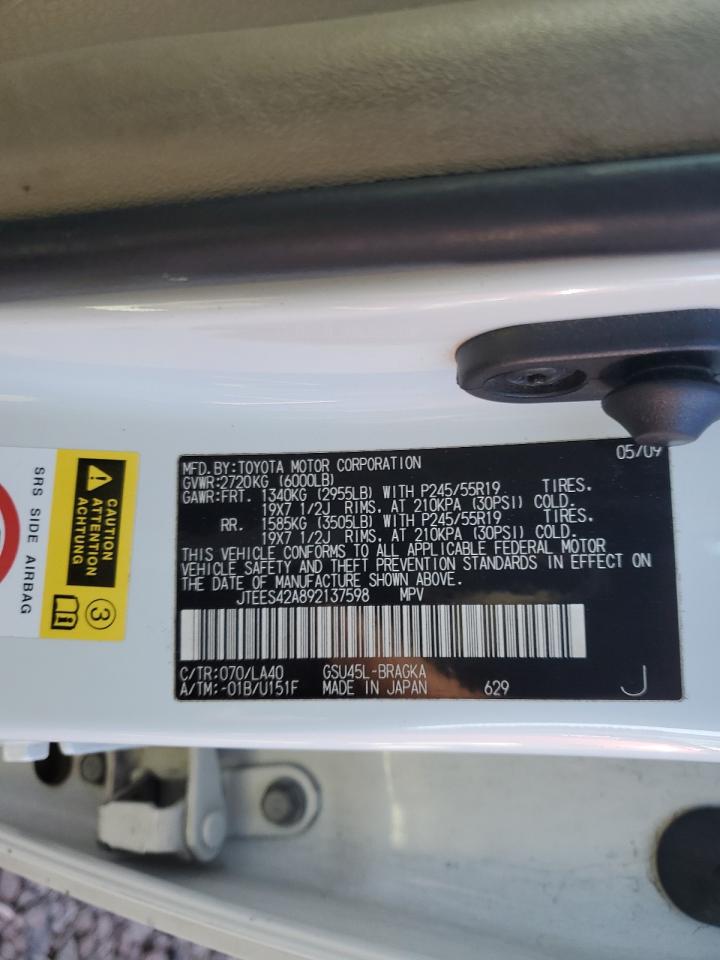 MFD. BY: TOYOTA MOTOR CORPORATION 05/09
GVWR: 2720KG (6000LB)
GAWR: FRT. 1340KG (2955LB) WITH P245/55R19 TIRES.
19X7 1/2J RIMS. AT 210KPA (30PSI) COLD.
RR. 1585KG (3505LB) WITH P245/55R19 TIRES.
19X7 1/2J RIMS. AT 210KPA (30PSI) COLD.
THIS VEHICLE CONFORMS TO ALL APPLICABLE FEDERAL MOTOR
VEHICLE SAFETY AND THEFT PREVENTION STANDARDS IN EFFECT ON
THE DATE OF MANUFACTURE SHOWN ABOVE.
JTEES42A892137598 MPV
C/TR: 070/LA40 GSU45L-BRAGKA
A/TM: -01B/U151F MADE IN JAPAN 629 J
CAUTION
ATTENTION
ACHTUNG
3
SRS SIDE AIRBAG